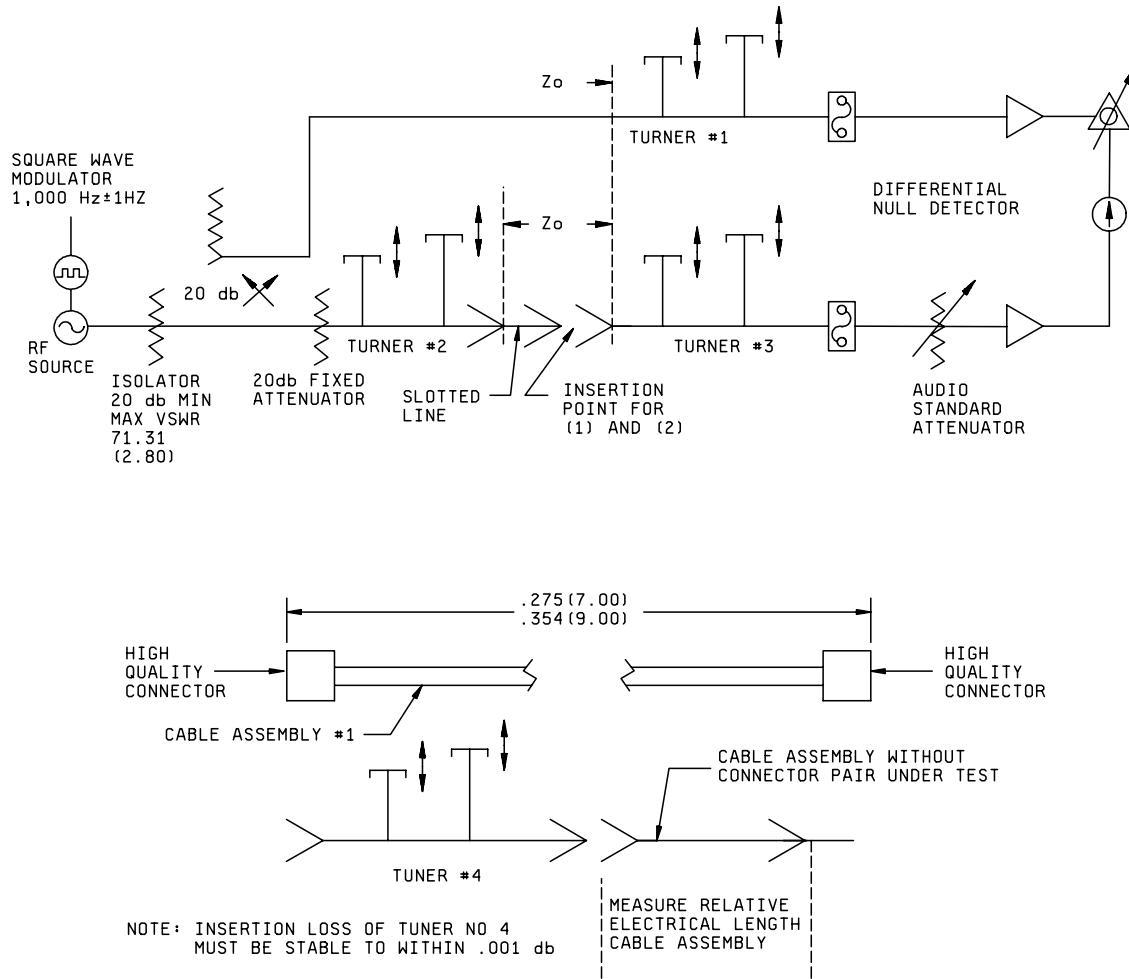 Zo
TURNER #1
SQUARE WAVE
MODULATOR
1,000 Hz±1HZ
DIFFERENTIAL
NULL DETECTOR
Zo
20 db
RF
SOURCE
TURNER #2
TURNER #3
ISOLATOR
20 db MIN
MAX VSWR
71.31
(2.80)
20db FIXED
ATTENUATOR
SLOTTED
LINE
INSERTION
POINT FOR
(1) AND (2)
AUDIO
STANDARD
ATTENUATOR
.275(7.00)
.354(9.00)
HIGH
QUALITY
CONNECTOR
HIGH
QUALITY
CONNECTOR
CABLE ASSEMBLY #1
CABLE ASSEMBLY WITHOUT
CONNECTOR PAIR UNDER TEST
TUNER #4
MEASURE RELATIVE
ELECTRICAL LENGTH
CABLE ASSEMBLY
NOTE: INSERTION LOSS OF TUNER NO 4
MUST BE STABLE TO WITHIN .001 db